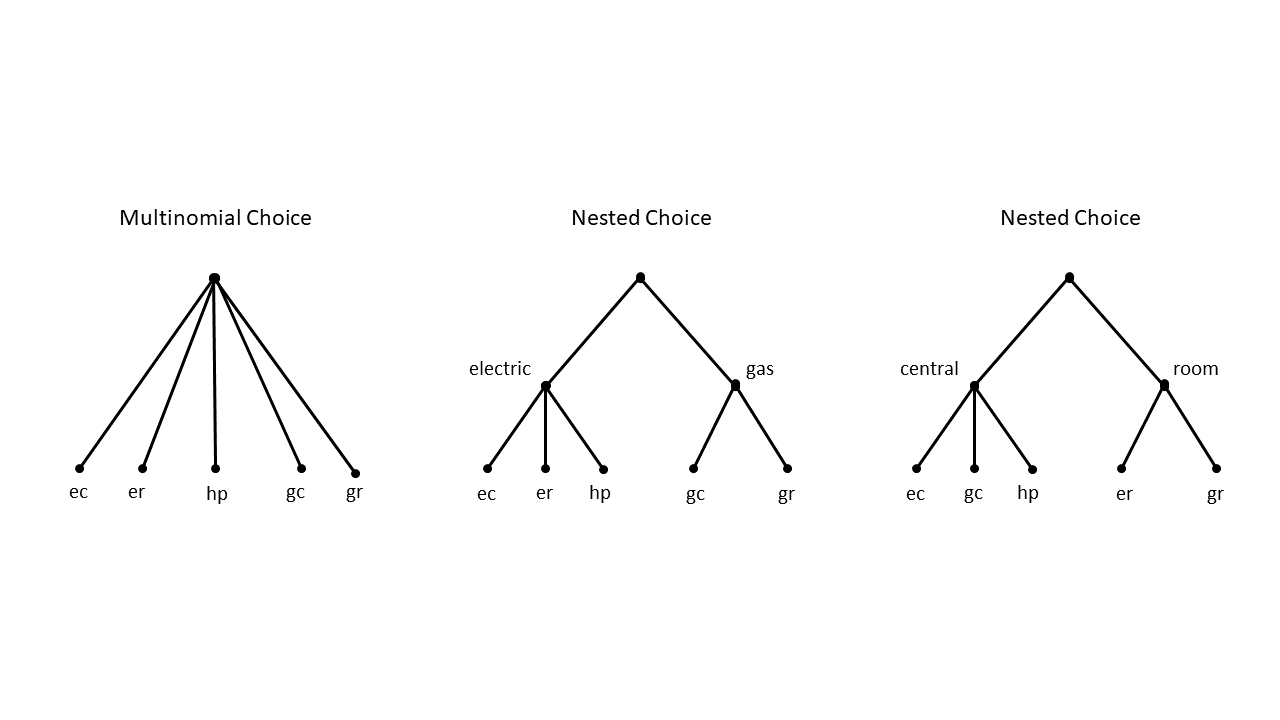 Multinomial Choice
ec
er
hp
gc
gr
Nested Choice
electric
gas
ec
er
hp
gc
gr
Nested Choice
central
room
ec
gc
hp
er
gr